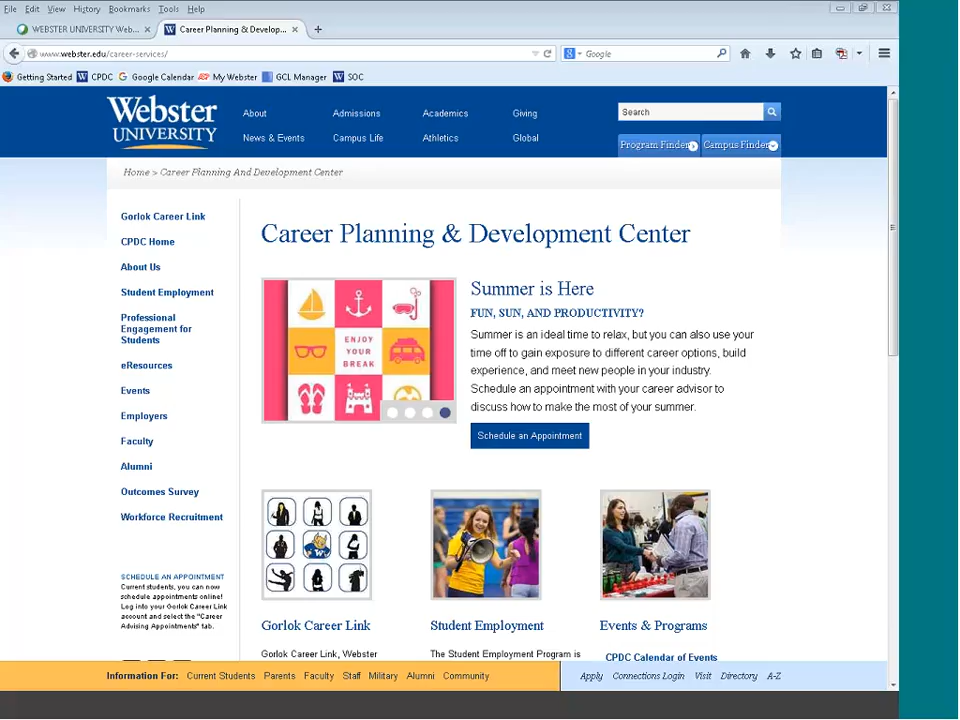 File Edit View History Bookmarks Tools Help
WEBSTER UNIVERSITY Web... × Career Planning & Develop... × +
www.webster.edu/career-services/
Google
Getting Started CPDC Google Calendar My Webster GCL Manager SOC
Webster
UNIVERSITY
About Admissions Academics Giving
News & Events Campus Life Athletics Global
Search
Program Finder Campus Finder
Home > Career Planning And Development Center
Gorlok Career Link
CPDC Home
About Us
Student Employment
Professional
Engagement for
Students
eResources
Events
Employers
Faculty
Alumni
Outcomes Survey
Workforce Recruitment
SCHEDULE AN APPOINTMENT
Current students, you can now
schedule appointments online!
Log into your Gorlok Career Link
account and select the "Career
Advising Appointments" tab.
Career Planning & Development Center
ENJOY
YOUR
BREAK
Summer is Here
FUN, SUN, AND PRODUCTIVITY?
Summer is an ideal time to relax, but you can also use your
time off to gain exposure to different career options, build
experience, and meet new people in your industry.
Schedule an appointment with your career advisor to
discuss how to make the most of your summer.
Schedule an Appointment
Gorlok Career Link
Gorlok Career Link, Webster
Student Employment
The Student Employment Program is
Events & Programs
CPDC Calendar of Events
Information For: Current Students Parents Faculty Staff Military Alumni Community
Apply Connections Login Visit Directory A-Z